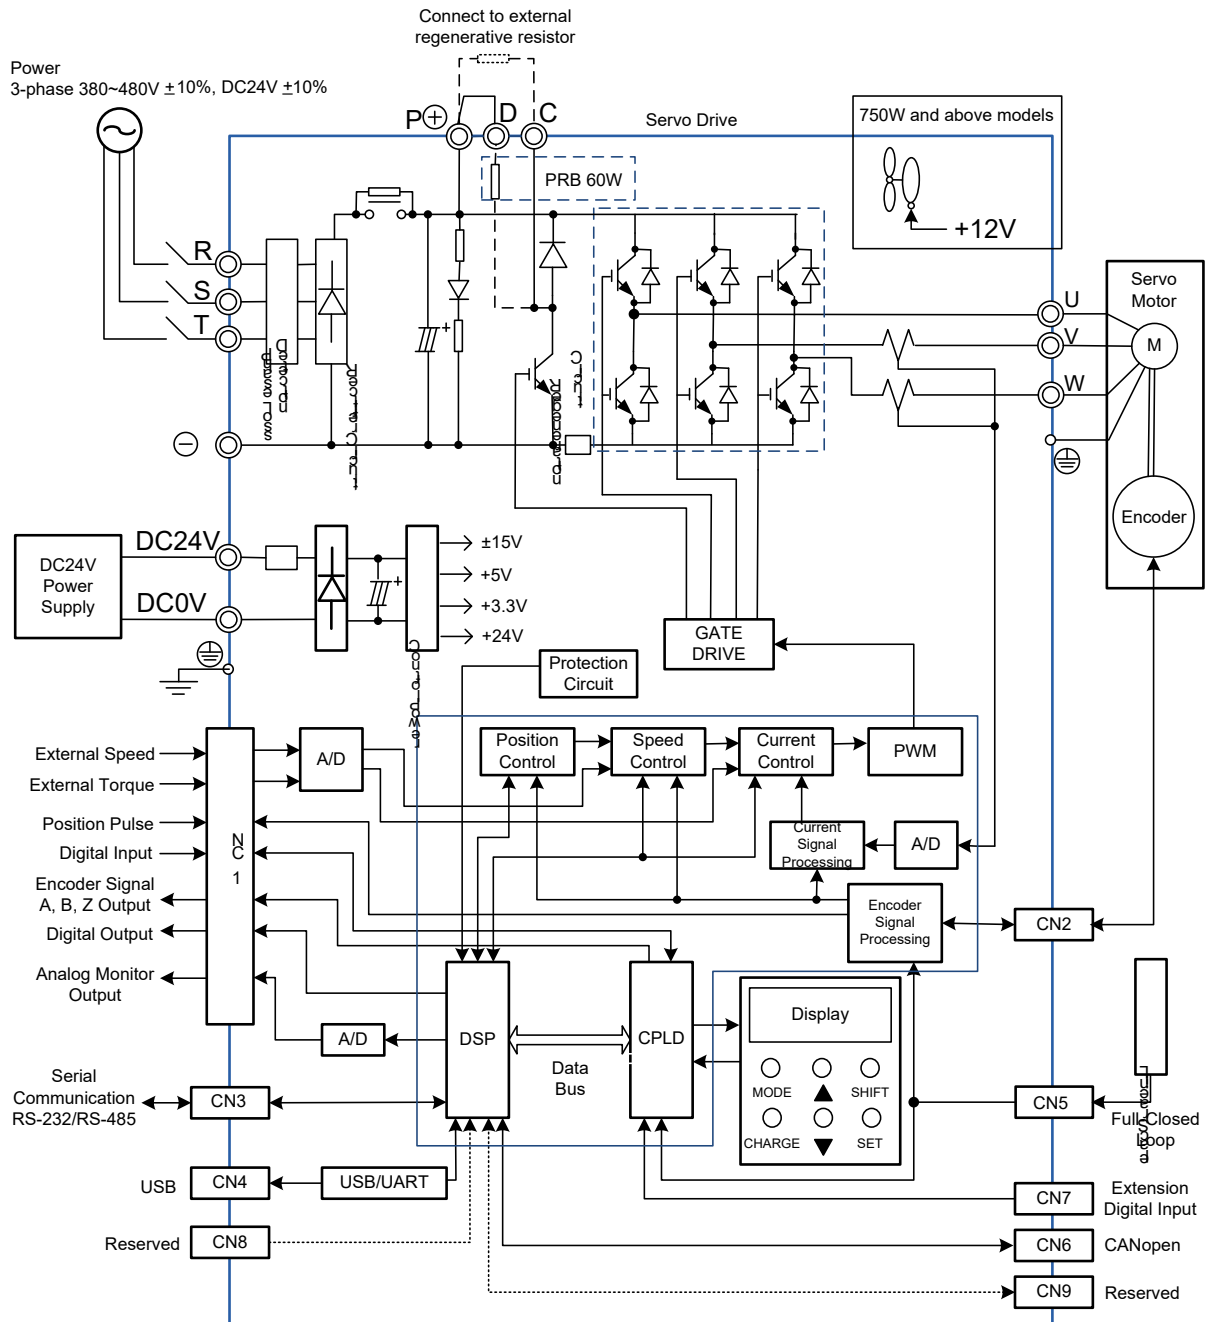 Connect to external
regenerative resistor
Power
3-phase 380~480V ±10%, DC24V ±10%
P⊕
D
C
Servo Drive
750W and above models
+12V
PRB 60W
R
S
T
Servo
Motor
U
V
W
M
Encoder
DC24V
Power
Supply
DC24V
DC0V
±15V
+5V
+3.3V
+24V
GATE
DRIVE
Protection
Circuit
External Speed
External Torque
Position Pulse
Digital Input
Encoder Signal
A, B, Z Output
Digital Output
Analog Monitor
Output
NC
1
A/D
Position
Control
Speed
Control
Current
Control
PWM
Current
Signal
Processing
A/D
Encoder
Signal
Processing
CN2
DSP
Data
Bus
CPLD
A/D
Display
MODE
SHIFT
CHARGE
SET
Serial
Communication
RS-232/RS-485
CN3
CN5
Full-Closed
Loop
USB
CN4
USB/UART
CN7
Extension
Digital Input
Reserved
CN8
CN6
CANopen
CN9
Reserved